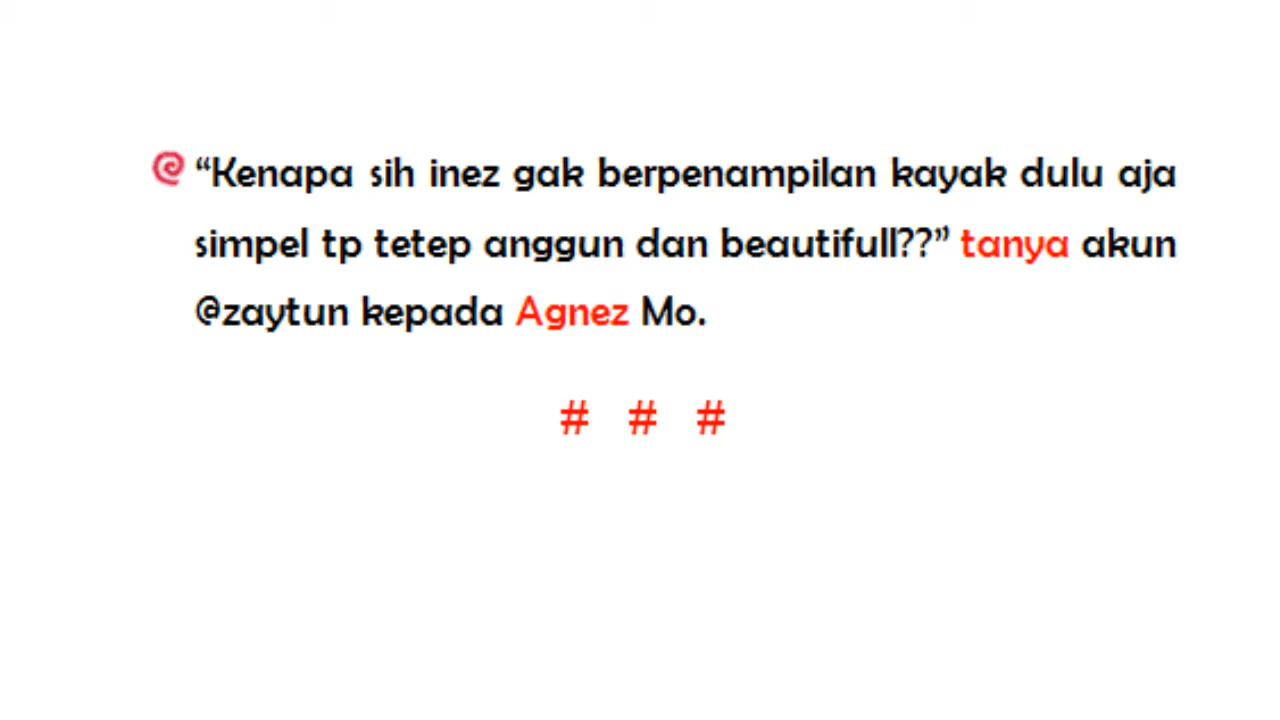 “Kenapa sih inez gak berpenampilan kayak dulu aja
simpel tp tetep anggun dan beautifull??” tanya akun
@zaytun kepada Agnez Mo.
# # #